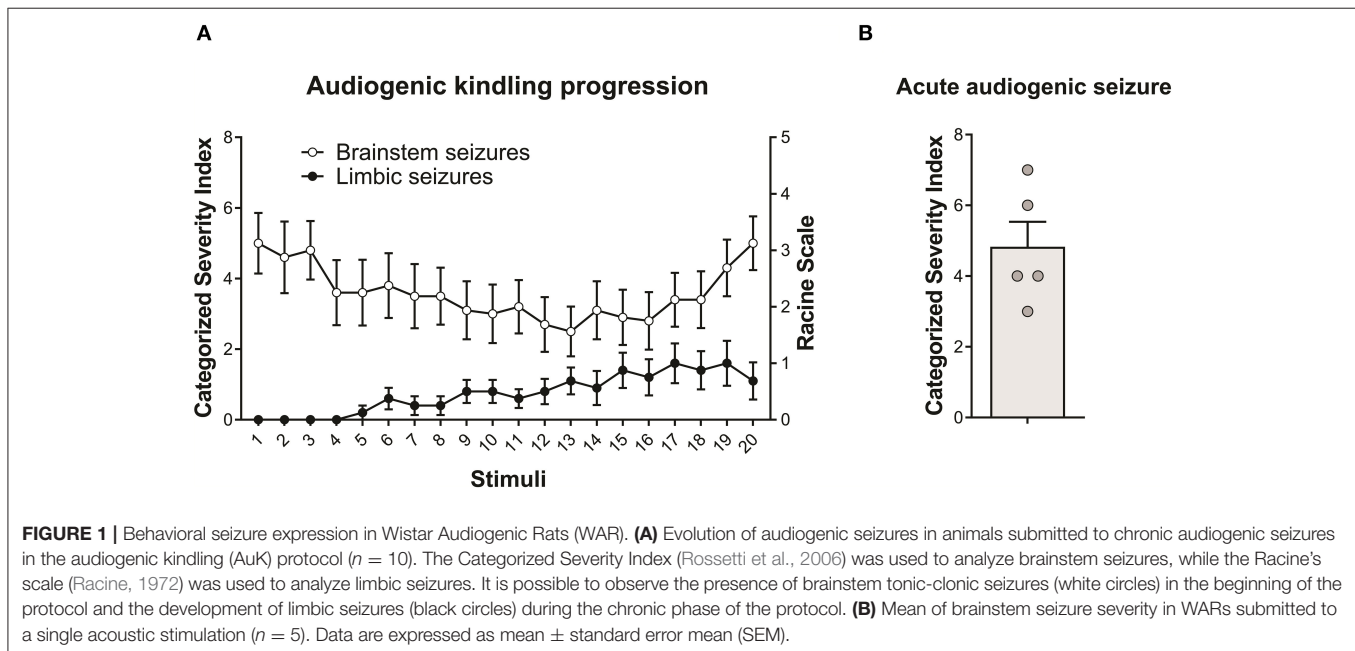 A
B
Audiogenic kindling progression
Acute audiogenic seizure
Categorized Severity Index
8
6
4
2
0
Brainstem seizures
Limbic seizures
5
4
3
2
1
0
Racine Scale
1 2 3 4 5 6 7 8 9 10 11 12 13 14 15 16 17 18 19 20
Stimuli
Categorized Severity Index
8
6
4
2
0
FIGURE 1 | Behavioral seizure expression in Wistar Audiogenic Rats (WAR). (A) Evolution of audiogenic seizures in animals submitted to chronic audiogenic seizures
in the audiogenic kindling (AuK) protocol (n = 10). The Categorized Severity Index (Rossetti et al., 2006) was used to analyze brainstem seizures, while the Racine's
scale (Racine, 1972) was used to analyze limbic seizures. It is possible to observe the presence of brainstem tonic-clonic seizures (white circles) in the beginning of the
protocol and the development of limbic seizures (black circles) during the chronic phase of the protocol. (B) Mean of brainstem seizure severity in WARs submitted to
a single acoustic stimulation (n = 5). Data are expressed as mean ± standard error mean (SEM).